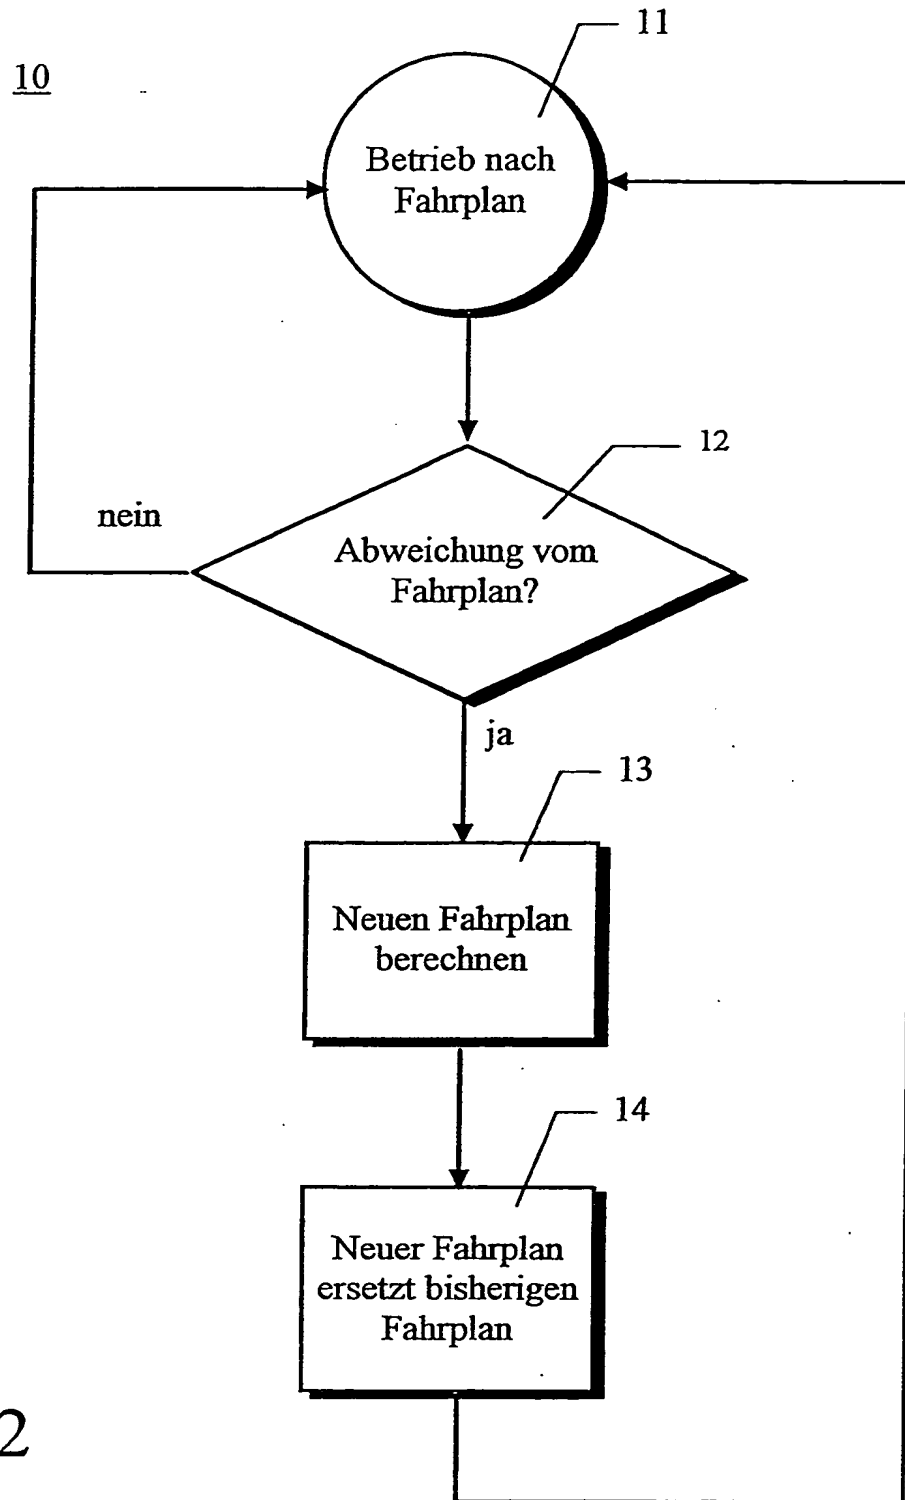 11
10
Betrieb nach
Fahrplan
12
nein
Abweichung vom
Fahrplan?
ja
13
Neuen Fahrplan
berechnen
14
Neuer Fahrplan
ersetzt bisherigen
Fahrplan
2